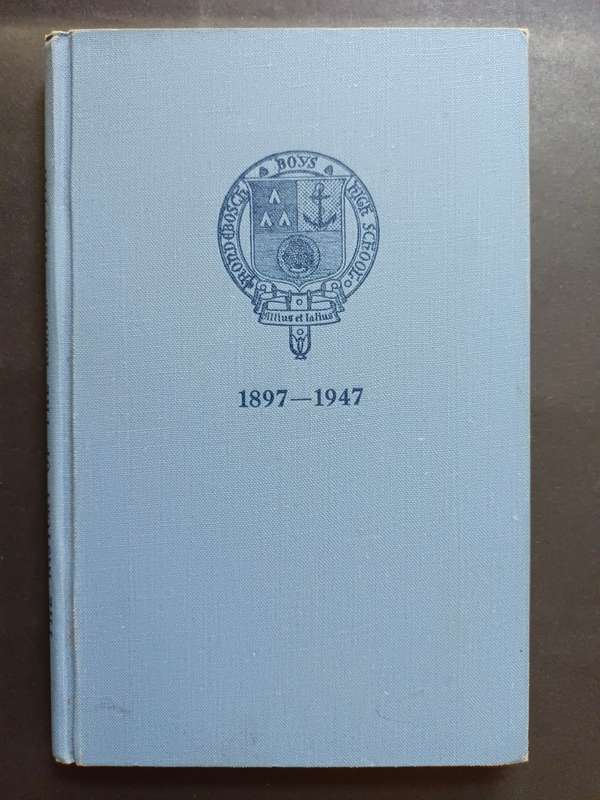 RONDEBOSCH BOYS HIGH SCHOOL
Altius et latius
1897—1947